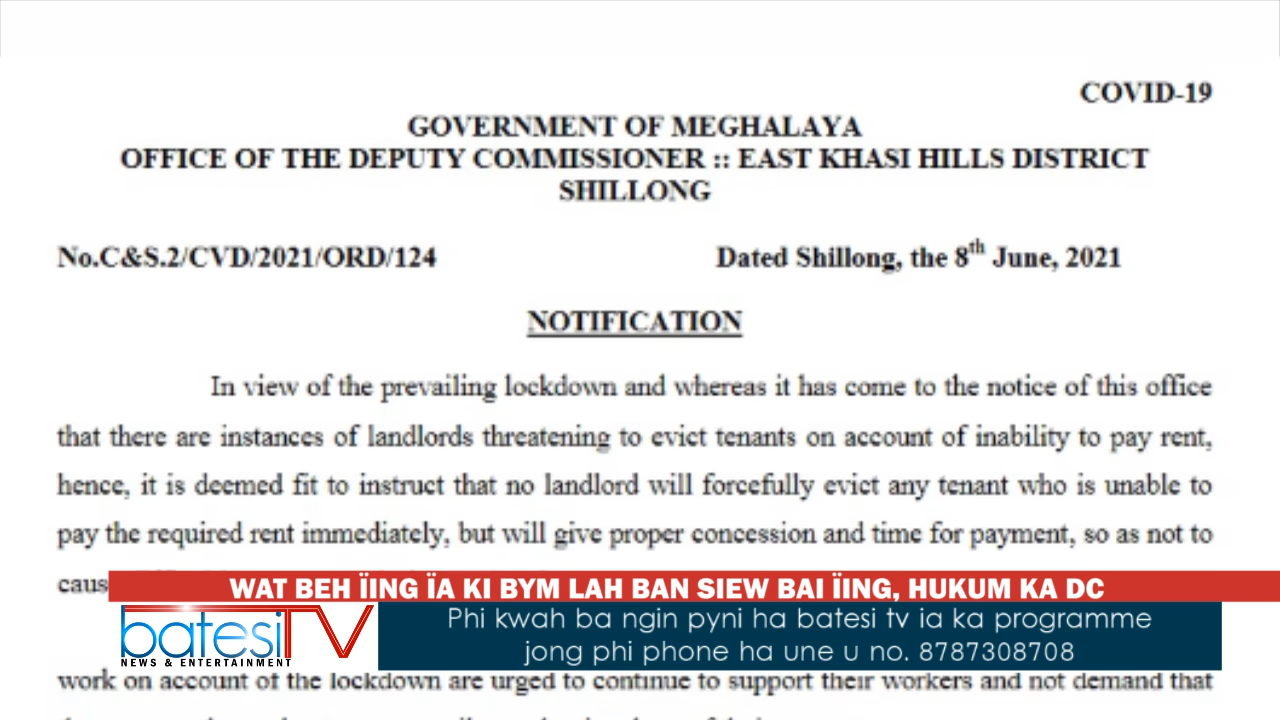 COVID-19
GOVERNMENT OF MEGHALAYA
OFFICE OF THE DEPUTY COMMISSIONER :: EAST KHASI HILLS DISTRICT
SHILLONG
No.C&S.2/CVD/2021/ORD/124 Dated Shillong, the 8th June, 2021
NOTIFICATION
In view of the prevailing lockdown and whereas it has come to the notice of this office
that there are instances of landlords threatening to evict tenants on account of inability to pay rent,
hence, it is deemed fit to instruct that no landlord will forcefully evict any tenant who is unable to
pay the required rent immediately, but will give proper concession and time for payment, so as not to
WAT BEH ÏING ÏA KI BYM LAH BAN SIEW BAI ÏING, HUKUM KA DC
batesi TV
NEWS & ENTERTAINMENT
Phi kwah ba ngin pyni ha batesi tv ia ka programme
jong phi phone ha une u no. 8787308708
work on account of the lockdown are urged to continue to support their workers and not demand that